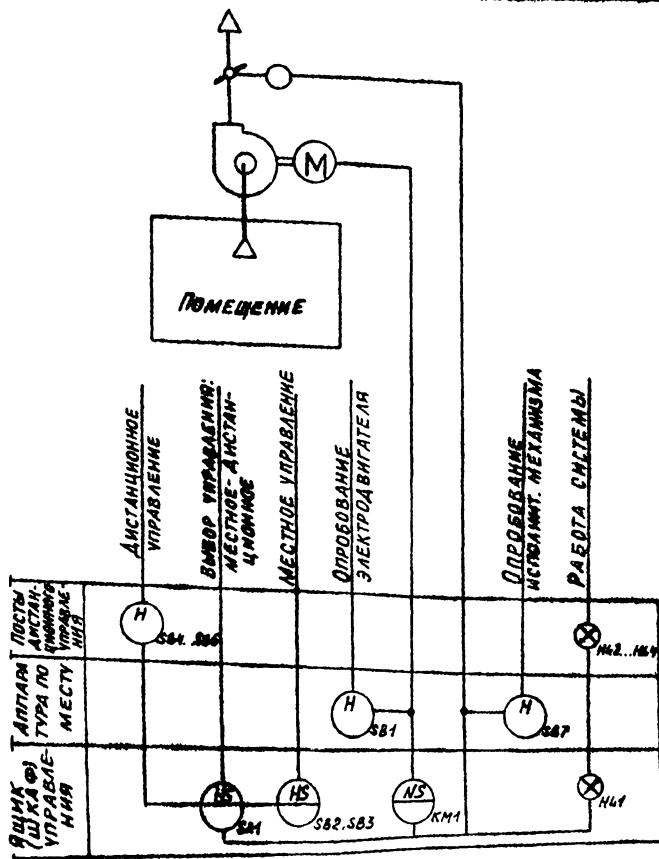 M
ПОМЕЩЕНИЕ
ДИСТАНЦИОННОЕ
УПРАВЛЕНИЕ
ВЫБОР УПРАВЛЕНИЯ:
МЕСТНОЕ-ДИСТАН-
ЦИОННОЕ
МЕСТНОЕ УПРАВЛЕНИЕ
ОПРОБОВАНИЕ
ЭЛЕКТРОДВИГАТЕЛЯ
ОПРОБОВАНИЕ
ИСПОЛНИТ. МЕХАНИЗМА
РАБОТА СИСТЕМЫ
ПОСТЫ
ДИСТАН-
ЦИОННОГО
УПРАВЛЕ-
НИЯ
H
SB4..SB6
HL2...HL4
АППАРА
ТУРА ПО
МЕСТУ
H
SB1
H
SB7
ЯЩИК
(ШКАФ)
УПРАВЛЕ-
НИЯ
HS
SA1
HS
SB2,SB3
NS
KM1
HL1